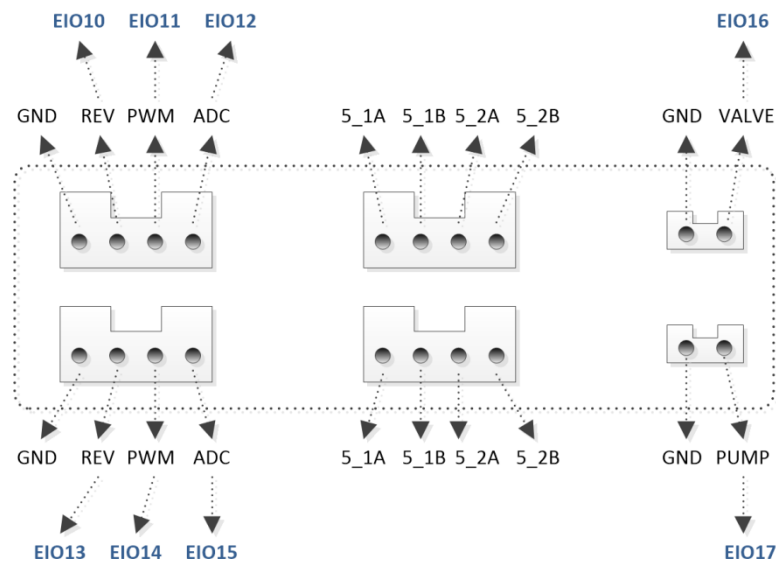 EIO10 EIO11 EIO12 EIO16
GND REV PWM ADC 5_1A 5_1B 5_2A 5_2B GND VALVE
GND REV PWM ADC 5_1A 5_1B 5_2A 5_2B GND PUMP
EIO13 EIO14 EIO15 EIO17